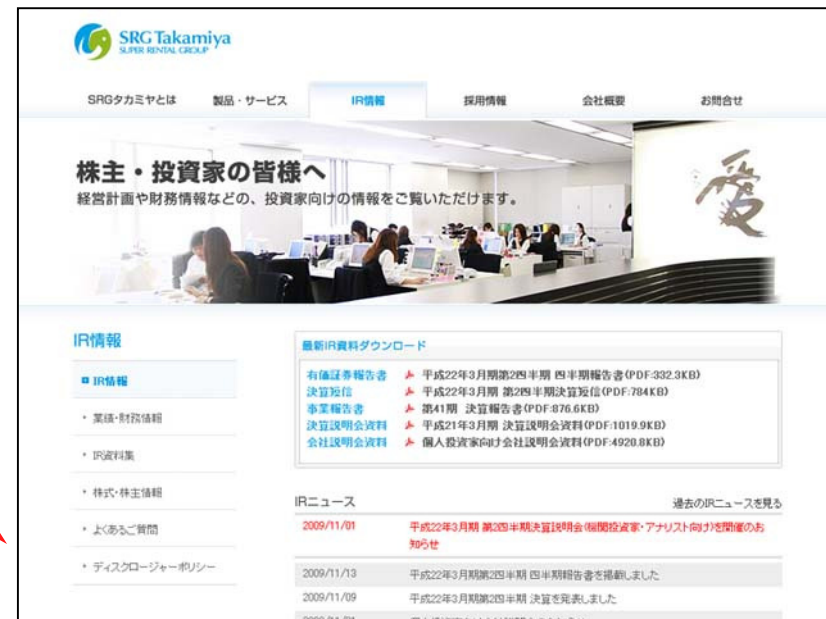 SRG Takamiya
SUPER RENTAL GROUP
SRGタカミヤとは 製品・サービス IR情報 採用情報 会社概要 お問合せ
株主・投資家の皆様へ
経営計画や財務情報などの、投資家向けの情報をご覧いただけます。
愛
IR情報
IR情報
業績・財務情報
IR資料集
株式・株主情報
よくあるご質問
ディスクロージャーポリシー
最新IR資料ダウンロード
有価証券報告書 平成22年3月期第2四半期 四半期報告書(PDF:332.3KB)
決算短信 平成22年3月期 第2四半期決算短信(PDF:784KB)
事業報告書 第41期 決算報告書(PDF:876.6KB)
決算説明会資料 平成21年3月期 決算説明会資料(PDF:1019.9KB)
会社説明会資料 個人投資家向け会社説明会資料(PDF:4920.8KB)
IRニュース 過去のIRニュースを見る
2009/11/01 平成22年3月期 第2四半期決算説明会(機関投資家・アナリスト向け)を開催のお
知らせ
2009/11/13 平成22年3月期第2四半期 四半期報告書を掲載しました
2009/11/09 平成22年3月期第2四半期 決算を発表しました